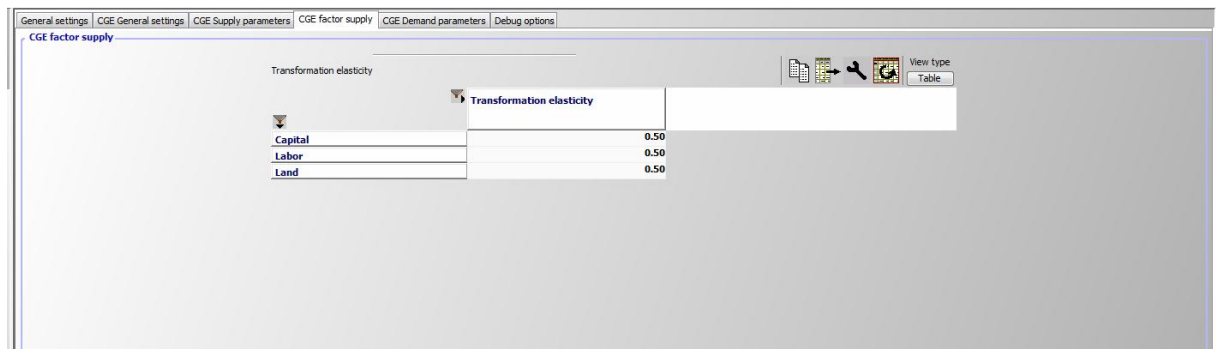 General settings CGE General settings CGE Supply parameters CGE factor supply CGE Demand parameters Debug options
CGE factor supply
Transformation elasticity
View type
Table
Transformation elasticity
Capital 0.50
Labor 0.50
Land 0.50